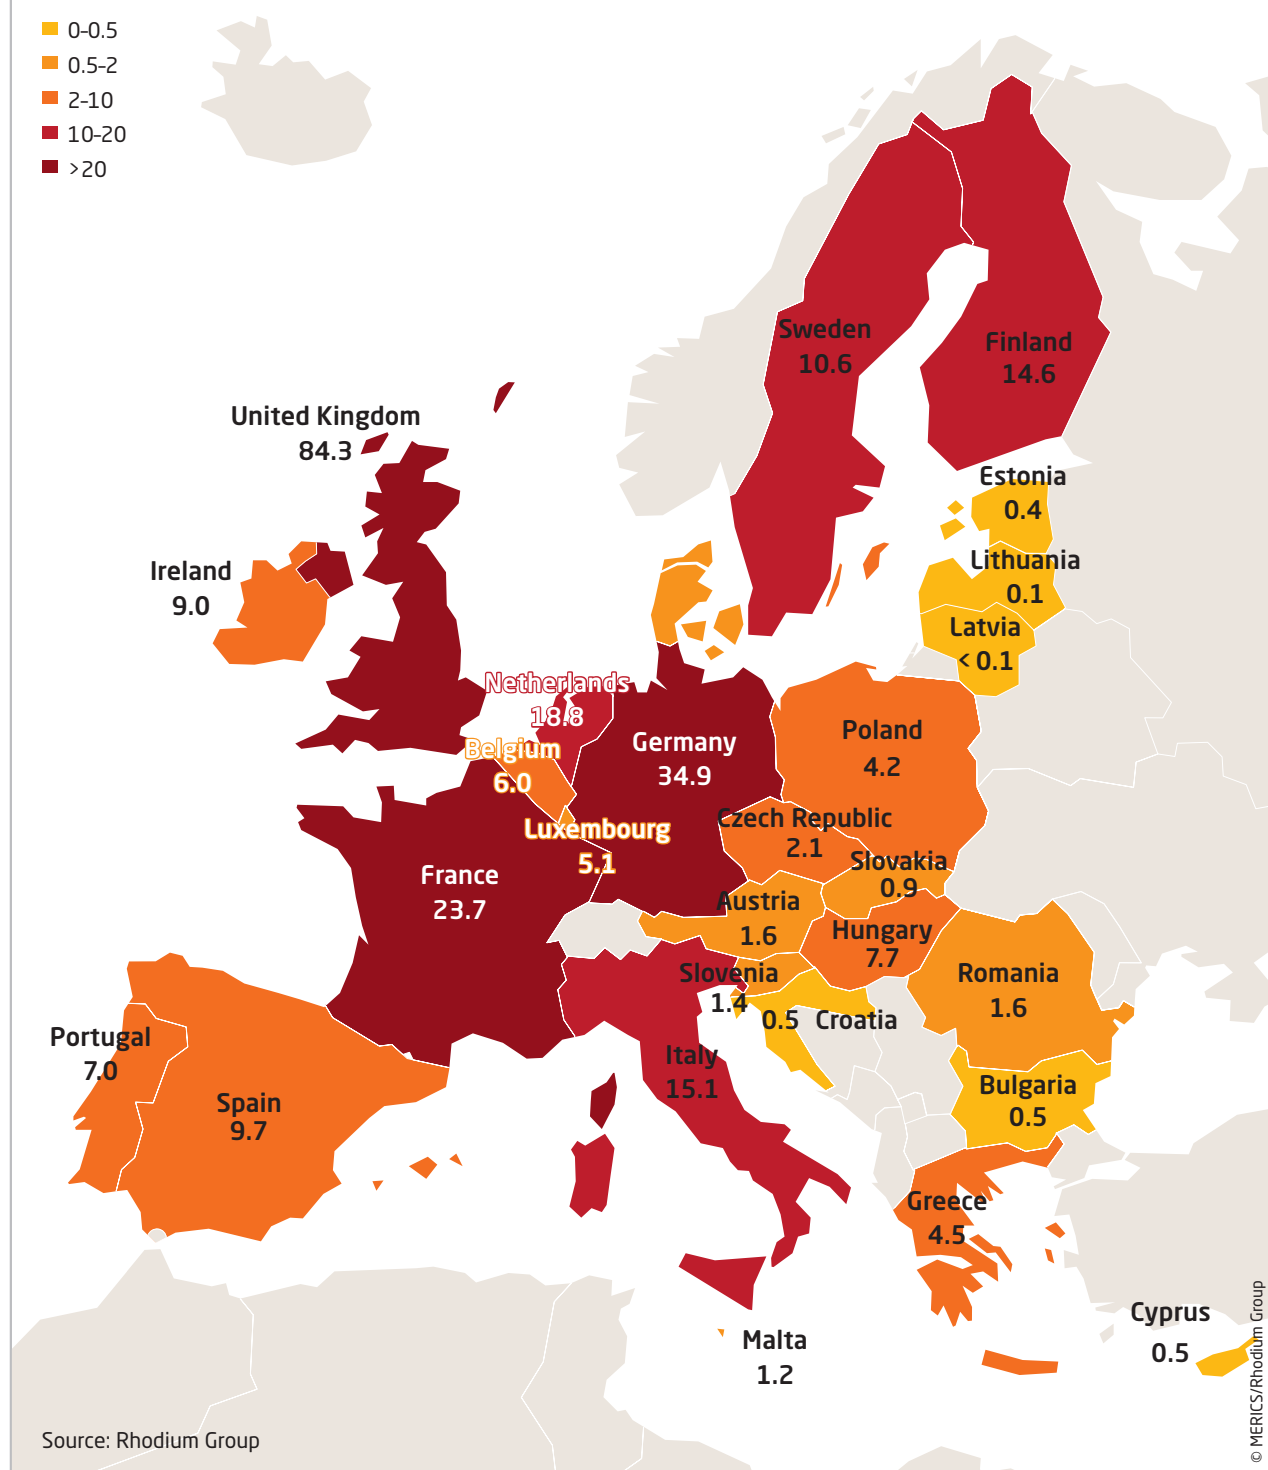 0–0.5
0.5–2
2–10
10–20
>20
Sweden
10.6
Finland
14.6
United Kingdom
84.3
Estonia
0.4
Ireland
9.0
Lithuania
0.1
Latvia
< 0.1
Netherlands
18.8
Belgium
6.0
Germany
34.9
Poland
4.2
Luxembourg
5.1
Czech Republic
2.1
Slovakia
0.9
France
23.7
Austria
1.6
Hungary
7.7
Slovenia
1.4
Romania
1.6
0.5 Croatia
Portugal
7.0
Italy
15.1
Spain
9.7
Bulgaria
0.5
Greece
4.5
Cyprus
0.5
Malta
1.2
Source: Rhodium Group
© MERICS/Rhodium Group